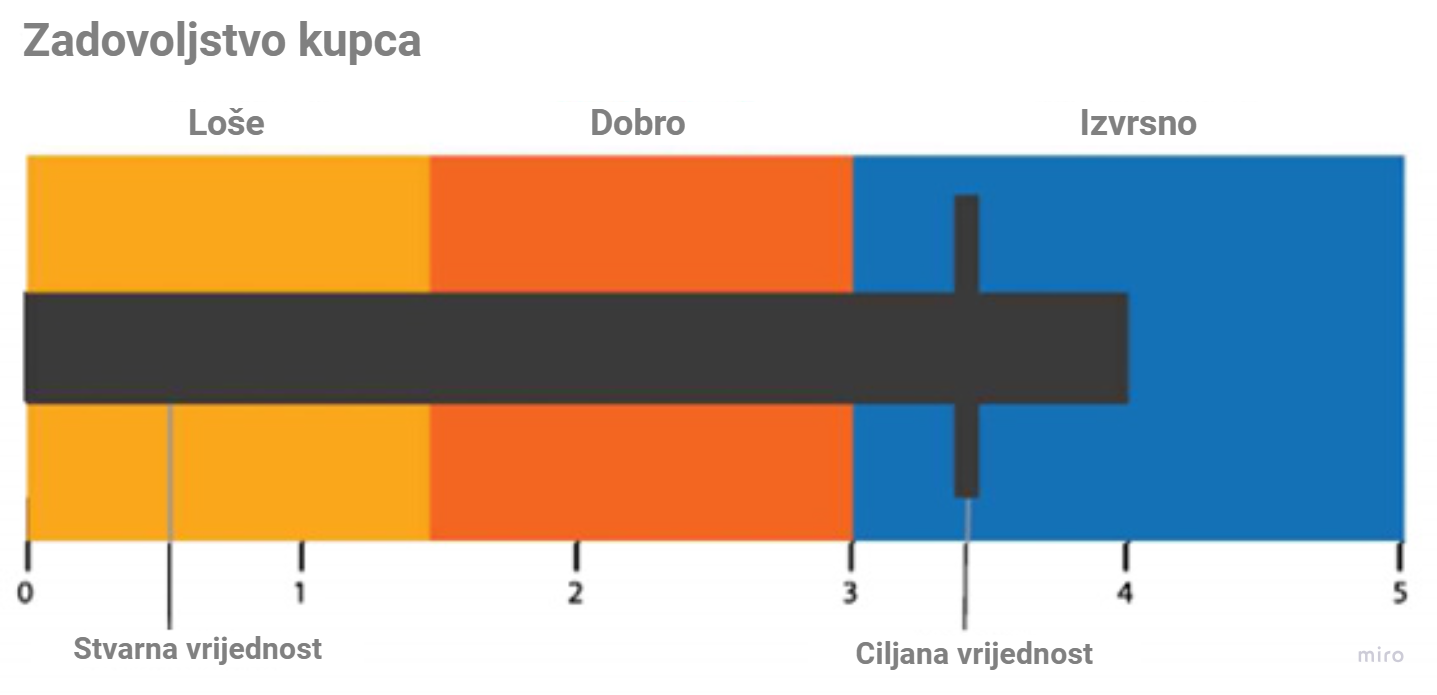 Zadovoljstvo kupca
Loše Dobro Izvrsno
0 1 2 3 4 5
Stvarna vrijednost Ciljana vrijednost
miro